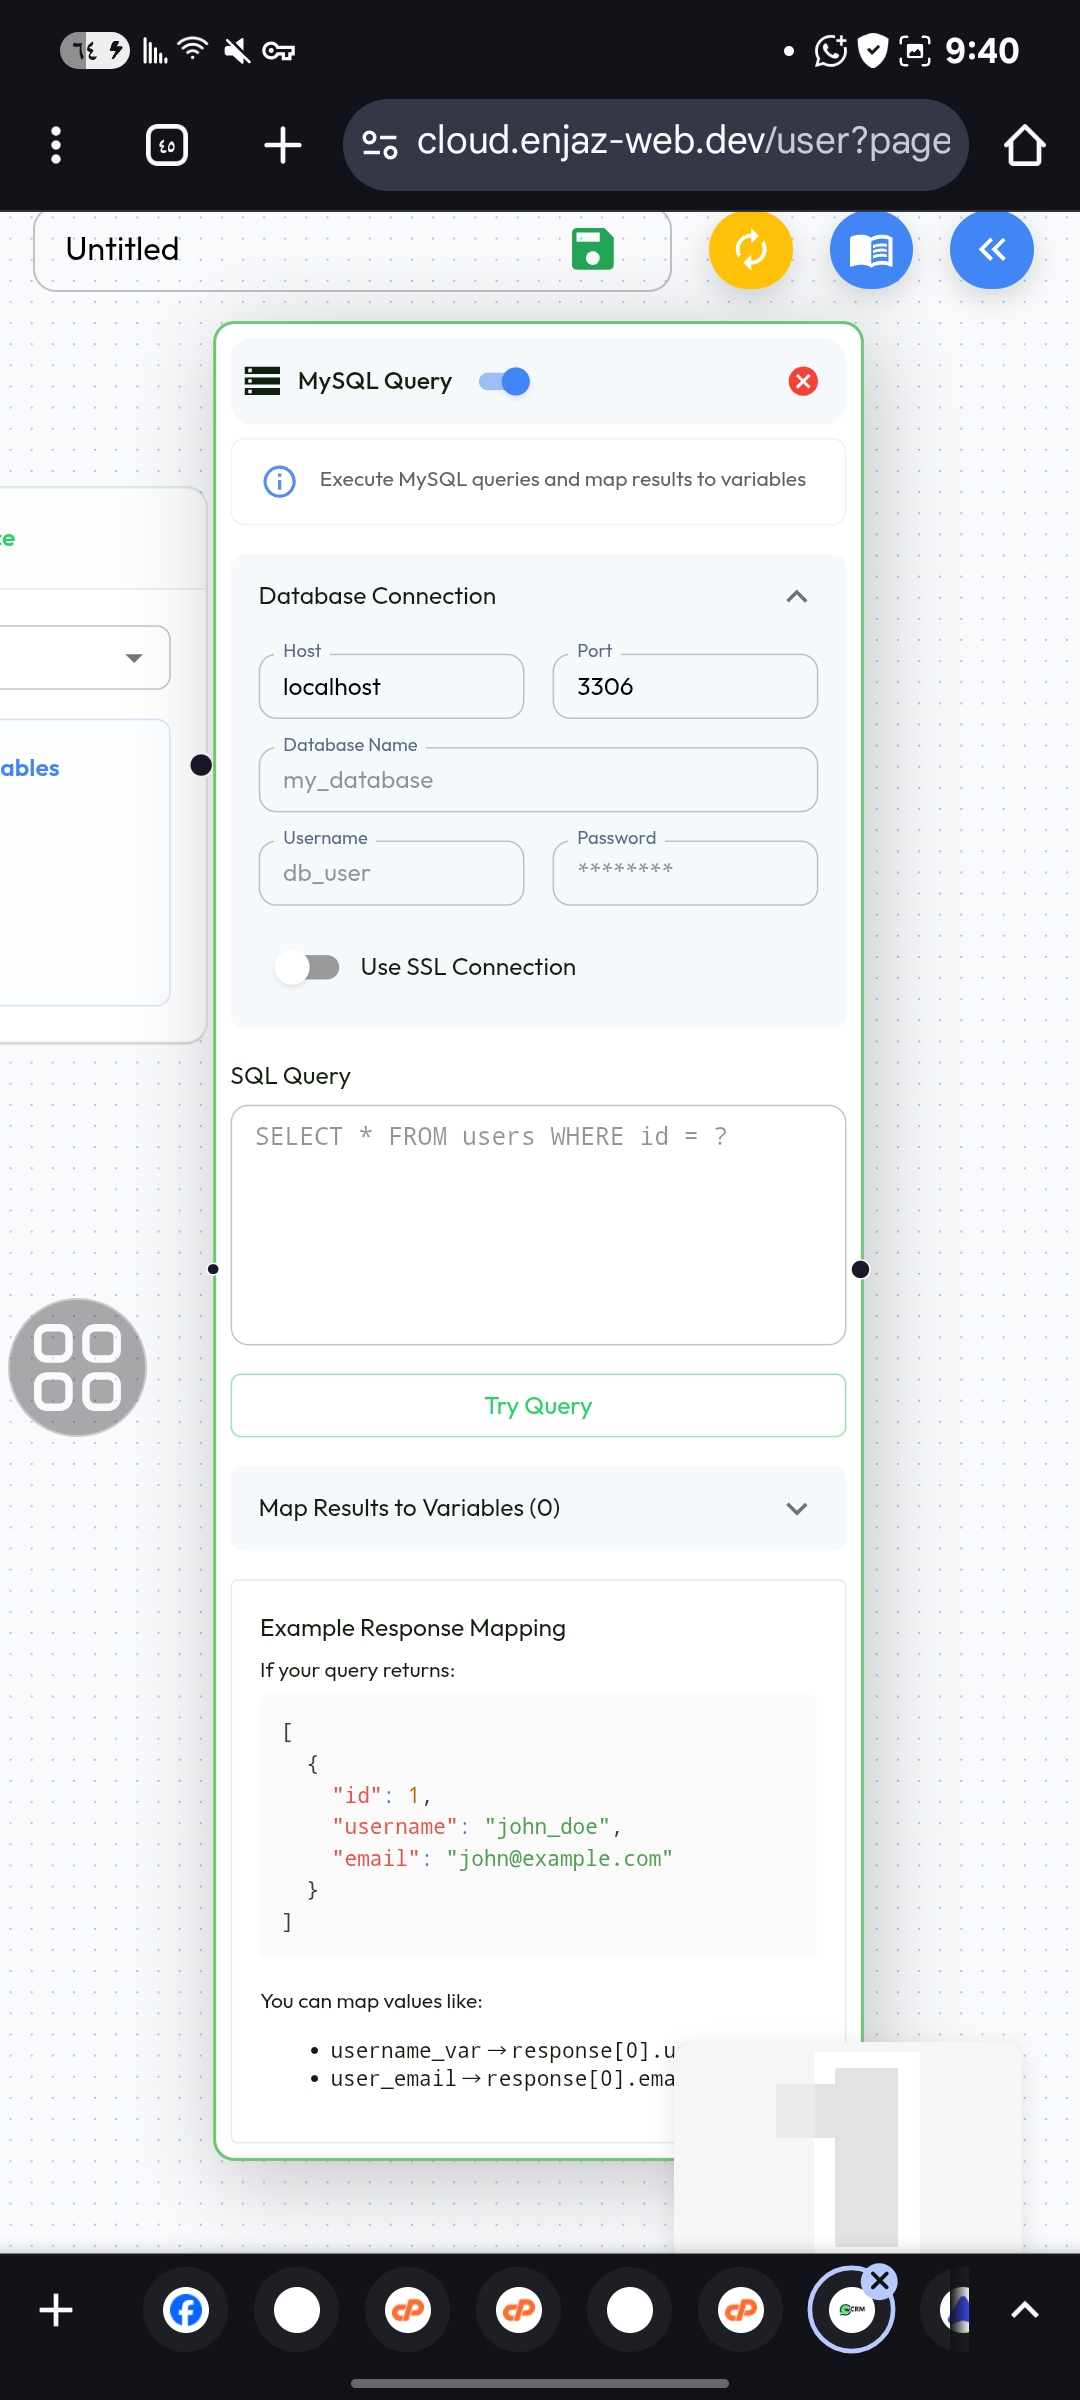 ٦٤
9:40
٤٥
cloud.enjaz-web.dev/user?page
Untitled
MySQL Query
Execute MySQL queries and map results to variables
Database Connection
Host
localhost
Port
3306
Database Name
my_database
ables
Username
db_user
Password
********
Use SSL Connection
SQL Query
SELECT * FROM users WHERE id = ?
Try Query
Map Results to Variables (0)
Example Response Mapping
If your query returns:
[
{
"id": 1,
"username": "john_doe",
"email": "john@example.com"
}
]
You can map values like:
username_var → response[0].u
user_email → response[0].ema
CRM